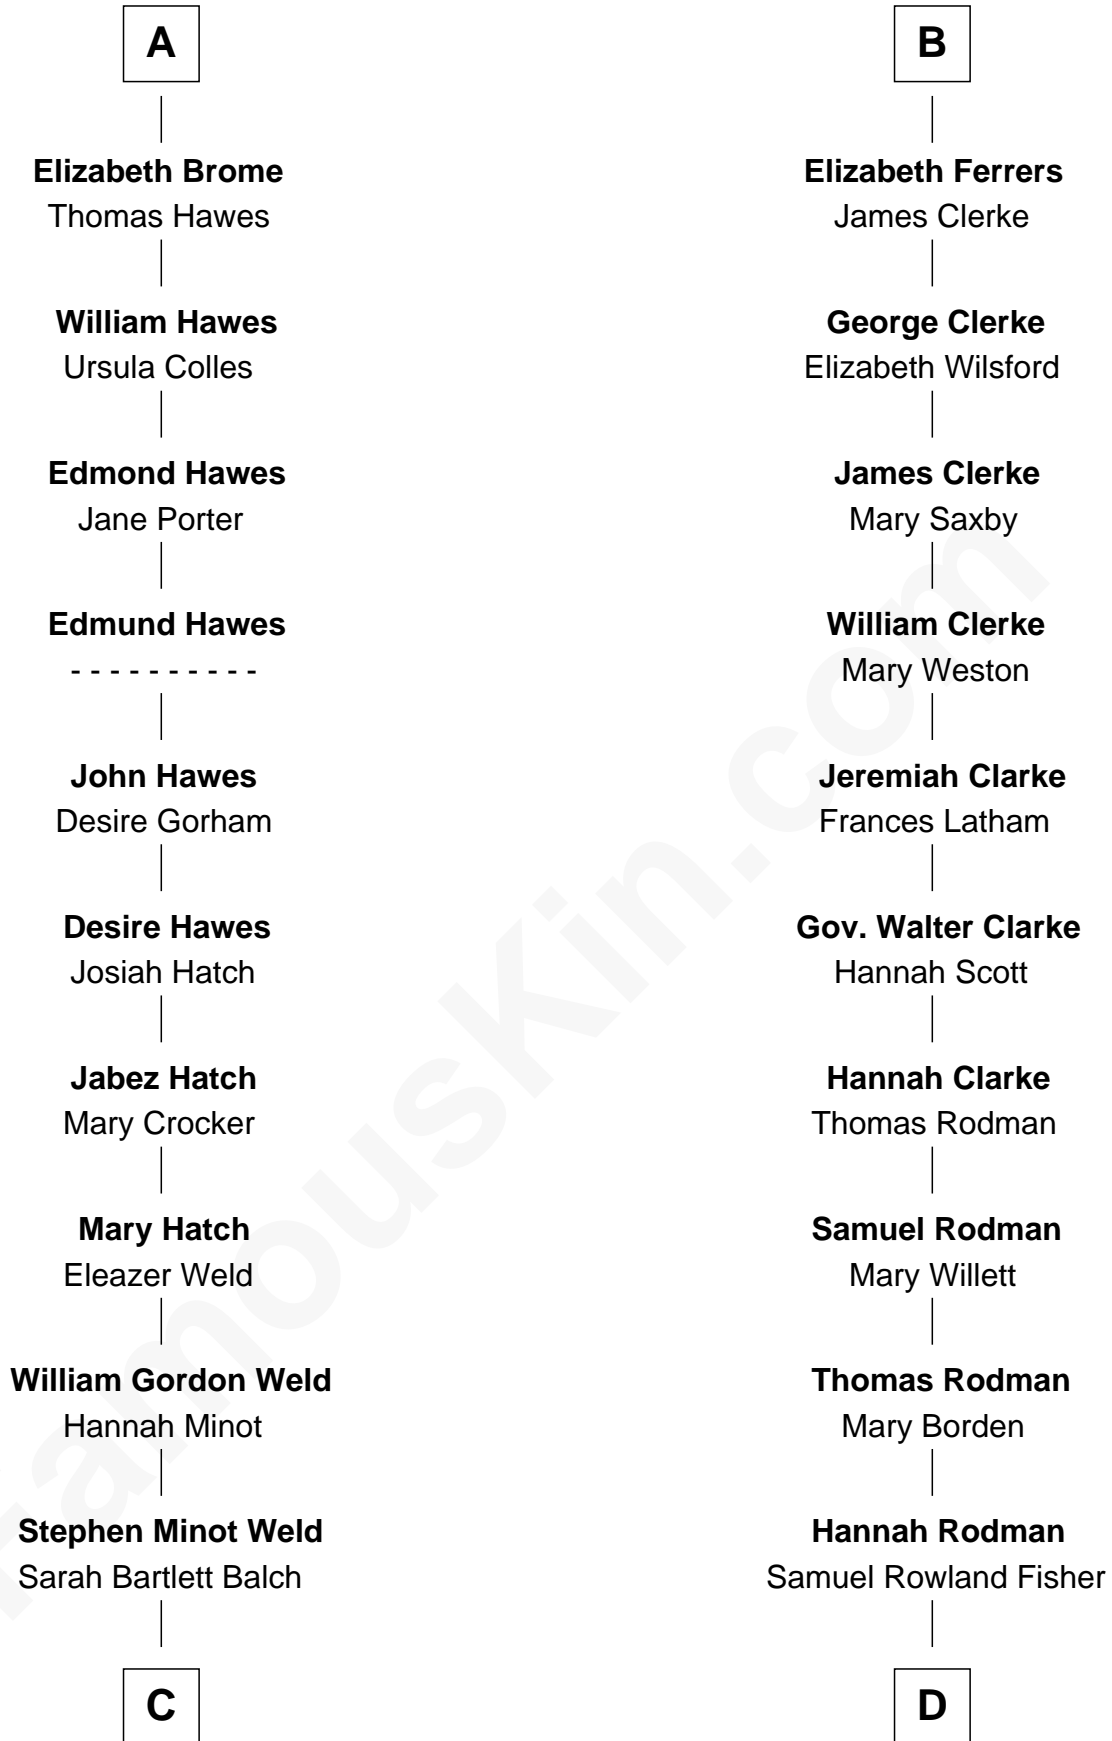 A
Elizabeth Brome
Thomas Hawes
William Hawes
Ursula Colles
Edmond Hawes
Jane Porter
Edmund Hawes
- - - - - - - - - -
John Hawes
Desire Gorham
Desire Hawes
Josiah Hatch
Jabez Hatch
Mary Crocker
Mary Hatch
Eleazer Weld
William Gordon Weld
Hannah Minot
Stephen Minot Weld
Sarah Bartlett Balch
C
B
Elizabeth Ferrers
James Clerke
George Clerke
Elizabeth Wilsford
James Clerke
Mary Saxby
William Clerke
Mary Weston
Jeremiah Clarke
Frances Latham
Gov. Walter Clarke
Hannah Scott
Hannah Clarke
Thomas Rodman
Samuel Rodman
Mary Willett
Thomas Rodman
Mary Borden
Hannah Rodman
Samuel Rowland Fisher
D
FamousKin.com